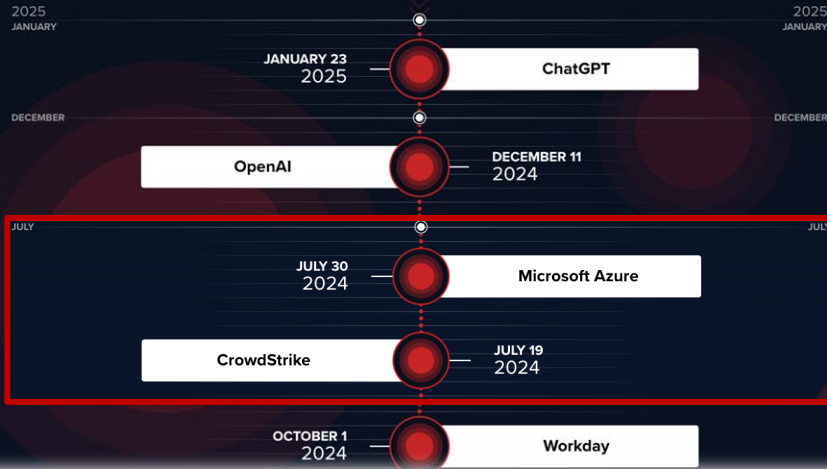 2025
JANUARY
2025
JANUARY
JANUARY 23
2025
ChatGPT
DECEMBER
DECEMBER
OpenAI
DECEMBER 11
2024
JULY
JULY
JULY 30
2024
Microsoft Azure
CrowdStrike
JULY 19
2024
OCTOBER 1
2024
Workday